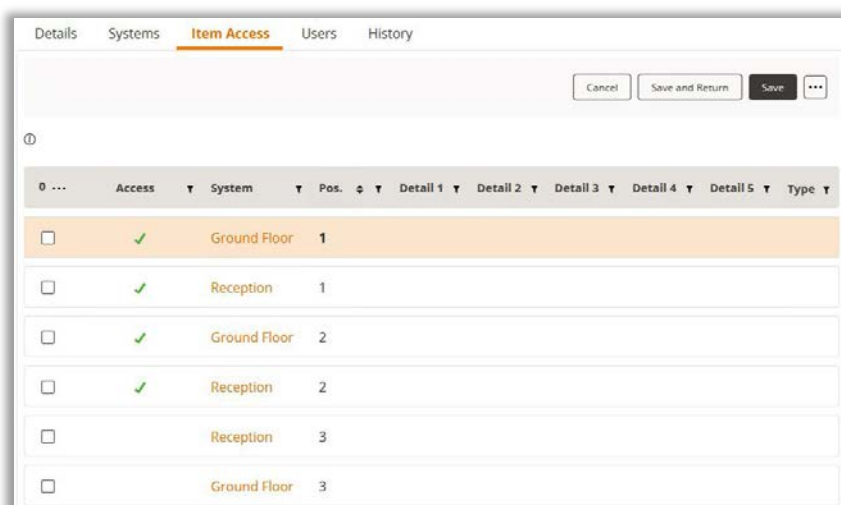 Details Systems Item Access Users History
Cancel Save and Return Save ...
0 ... Access System Pos. Detail 1 Detail 2 Detail 3 Detail 4 Detail 5 Type
Ground Floor 1
Reception 1
Ground Floor 2
Reception 2
Reception 3
Ground Floor 3